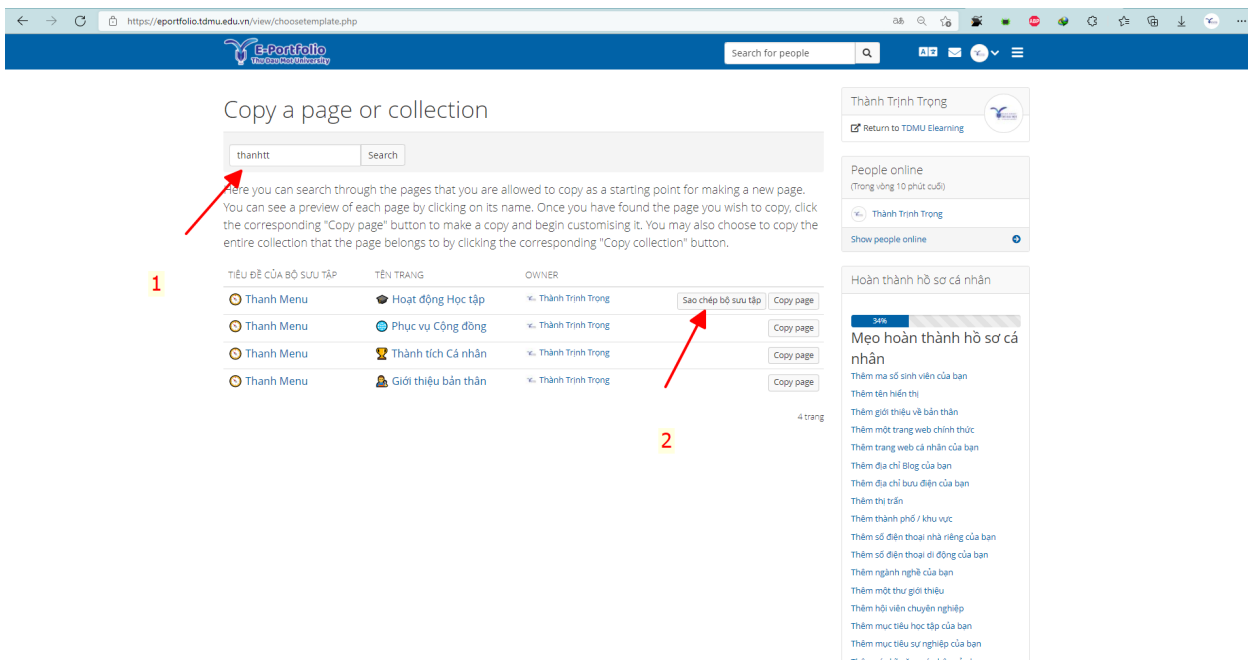 https://eportfolio.tdmu.edu.vn/view/choosetemplate.php
E-Portfolio
Thu Dau Mot University
Search for people
Copy a page or collection
thanhtt
Search
Here you can search through the pages that you are allowed to copy as a starting point for making a new page.
You can see a preview of each page by clicking on its name. Once you have found the page you wish to copy, click
the corresponding "Copy page" button to make a copy and begin customising it. You may also choose to copy the
entire collection that the page belongs to by clicking the corresponding "Copy collection" button.
1
TIÊU ĐỀ CỦA BỘ SƯU TẬP TÊN TRANG OWNER
Thanh Menu Hoạt động Học tập Thành Trịnh Trọng Sao chép bộ sưu tập Copy page
Thanh Menu Phục vụ Cộng đồng Thành Trịnh Trọng Copy page
Thanh Menu Thành tích Cá nhân Thành Trịnh Trọng Copy page
Thanh Menu Giới thiệu bản thân Thành Trịnh Trọng Copy page
4 trang
2
Thành Trịnh Trọng
Return to TDMU Elearning
People online
(Trong vòng 10 phút cuối)
Thành Trịnh Trọng
Show people online
Hoàn thành hồ sơ cá nhân
34%
Mẹo hoàn thành hồ sơ cá
nhân
Thêm ma số sinh viên của bạn
Thêm tên hiển thị
Thêm giới thiệu về bản thân
Thêm một trang web chính thức
Thêm trang web cá nhân của bạn
Thêm địa chỉ Blog của bạn
Thêm địa chỉ bưu điện của bạn
Thêm thị trấn
Thêm thành phố / khu vực
Thêm số điện thoại nhà riêng của bạn
Thêm số điện thoại di động của bạn
Thêm ngành nghề của bạn
Thêm một thư giới thiệu
Thêm hội viên chuyên nghiệp
Thêm mục tiêu học tập của bạn
Thêm mục tiêu sự nghiệp của bạn